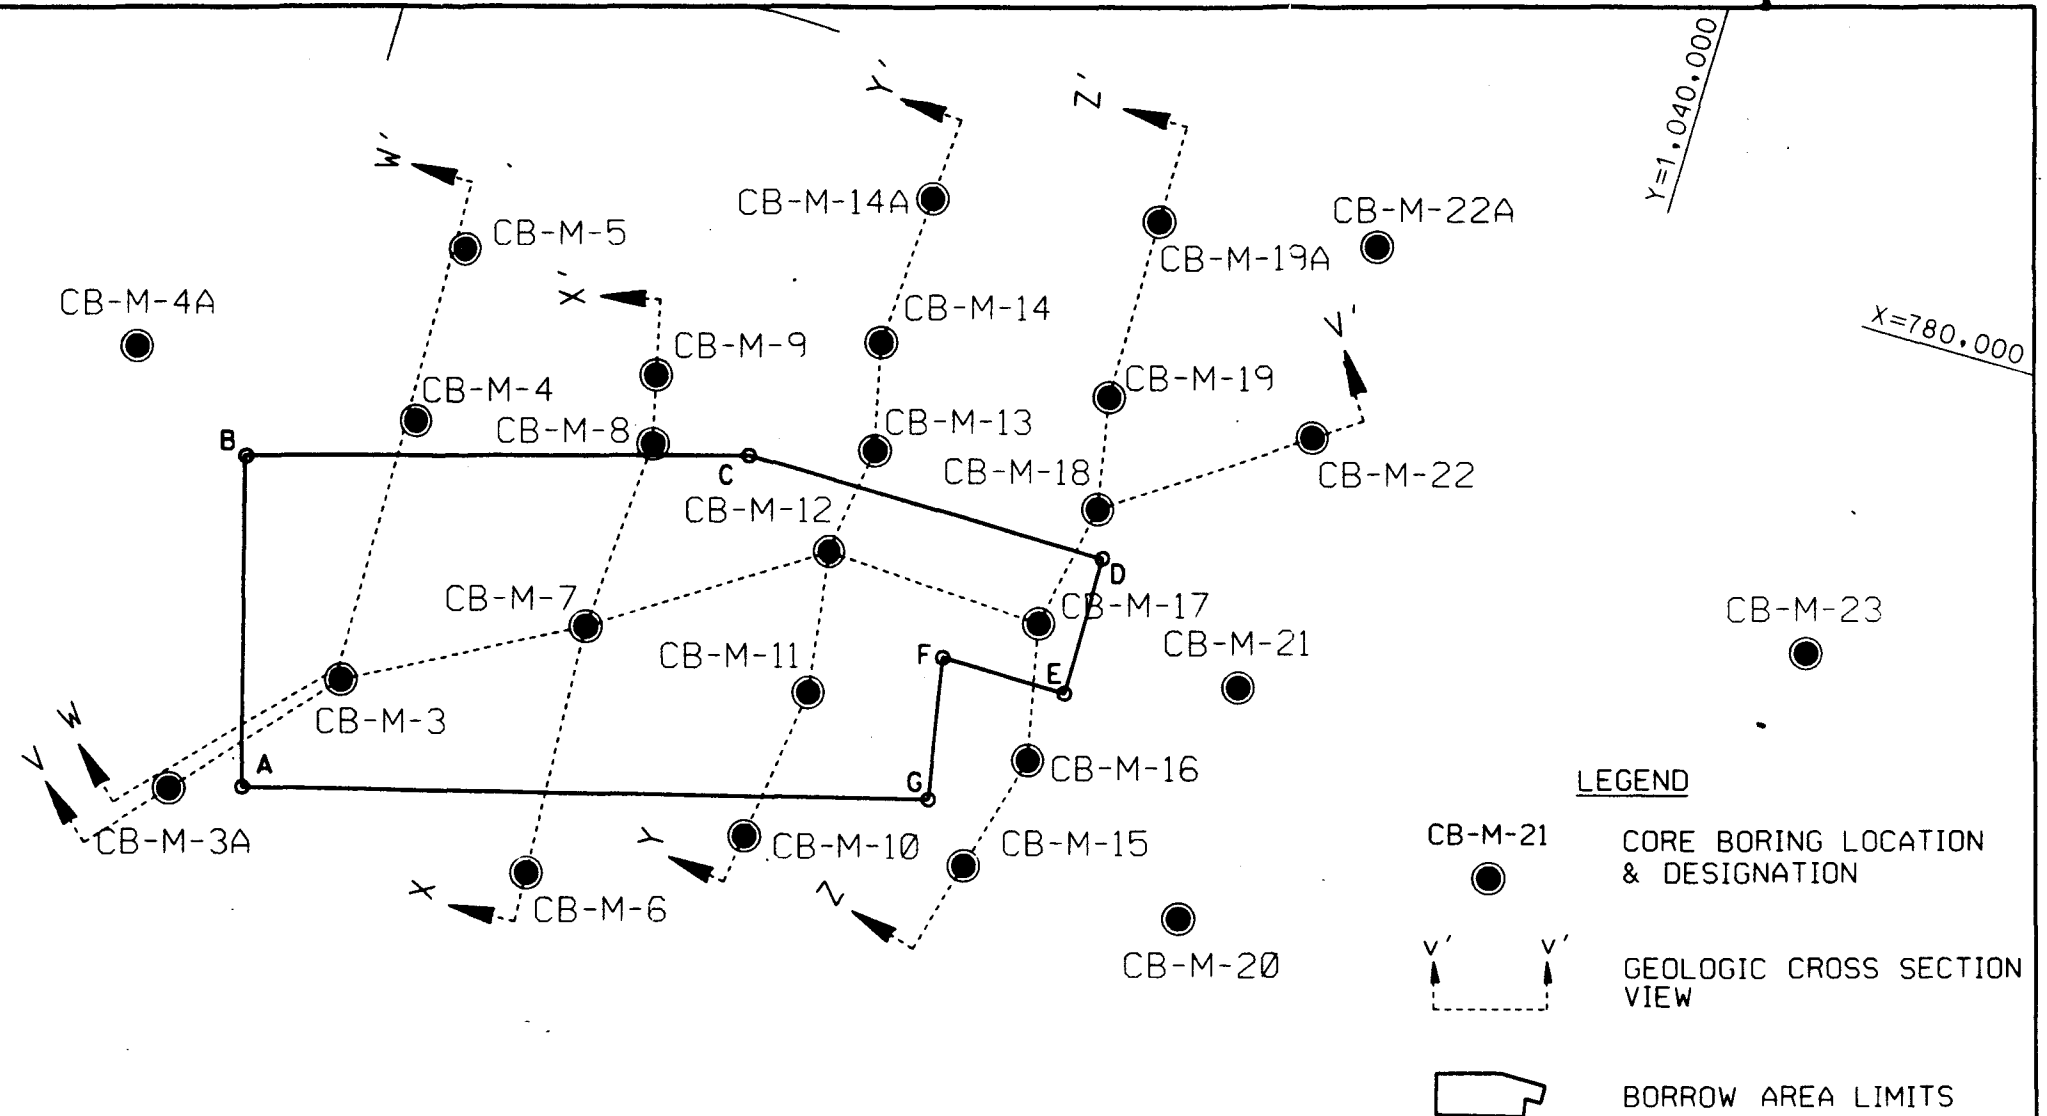 Y=1,040,000
Y'
Z'
W'
CB-M-14A
CB-M-22A
CB-M-5
CB-M-19A
X'
CB-M-4A
CB-M-14
V'
X=780,000
CB-M-9
CB-M-4
CB-M-19
CB-M-8
CB-M-13
B
C
CB-M-18
CB-M-22
CB-M-12
D
CB-M-7
CB-M-17
CB-M-23
CB-M-21
CB-M-11
F
E
W
CB-M-3
V
A
G
CB-M-16
CB-M-3A
Y
CB-M-10
CB-M-15
X
Z
CB-M-6
CB-M-20
LEGEND
CB-M-21
CORE BORING LOCATION
& DESIGNATION
V' V'
GEOLOGIC CROSS SECTION
VIEW
BORROW AREA LIMITS